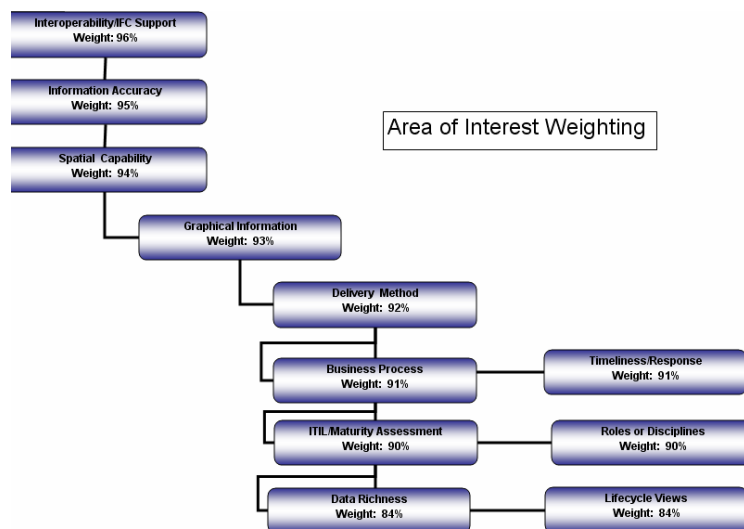 Interoperability/IFC Support
Weight: 96%
Information Accuracy
Weight: 95%
Area of Interest Weighting
Spatial Capability
Weight: 94%
Graphical Information
Weight: 93%
Delivery Method
Weight: 92%
Business Process
Weight: 91%
Timeliness/Response
Weight: 91%
ITIL/Maturity Assessment
Weight: 90%
Roles or Disciplines
Weight: 90%
Data Richness
Weight: 84%
Lifecycle Views
Weight: 84%